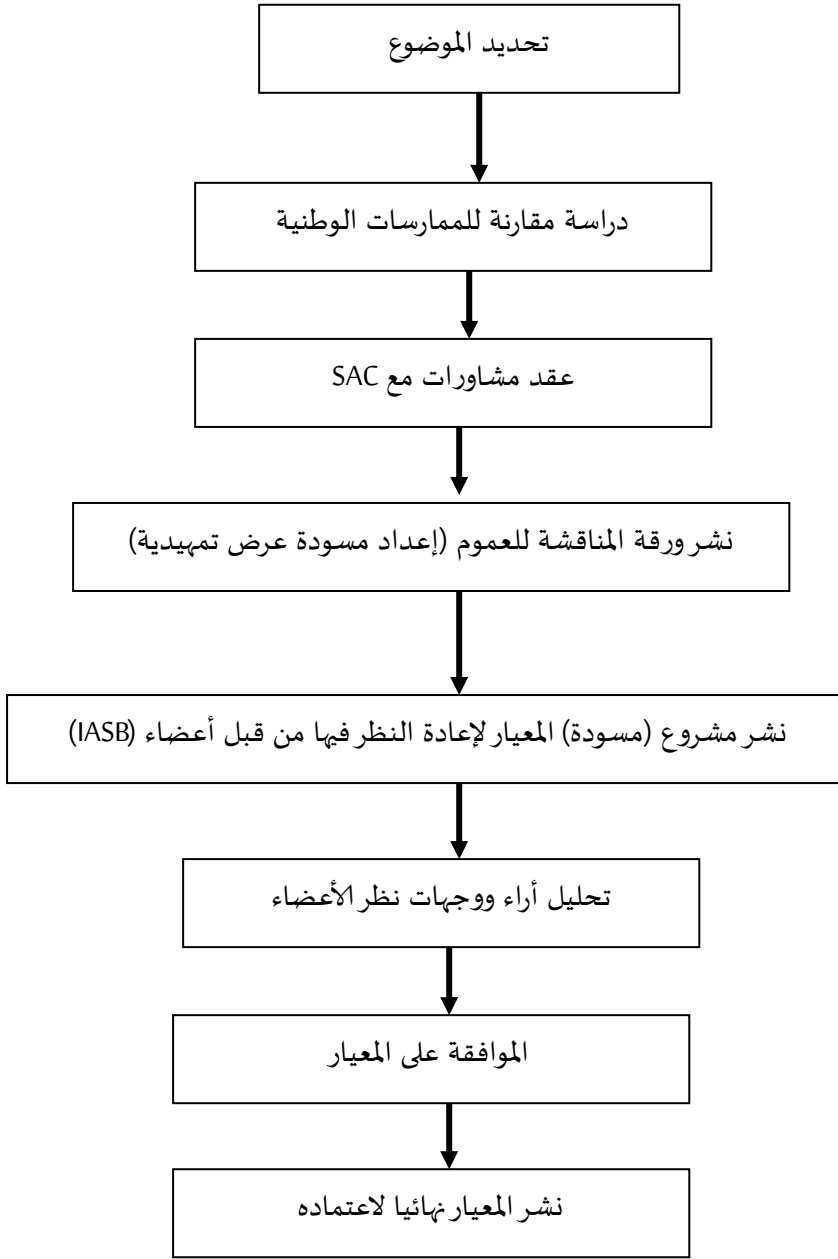 تحديد الموضوع
دراسة مقارنة للممارسات الوطنية
عقد مشاورات مع SAC
نشر ورقة المناقشة للعموم (إعداد مسودة عرض تمهيدية)
نشر مشروع (مسودة) المعيار لإعادة النظر فيها من قبل أعضاء (IASB)
تحليل أراء ووجهات نظر الأعضاء
الموافقة على المعيار
نشر المعيار نهائيا لاعتماده